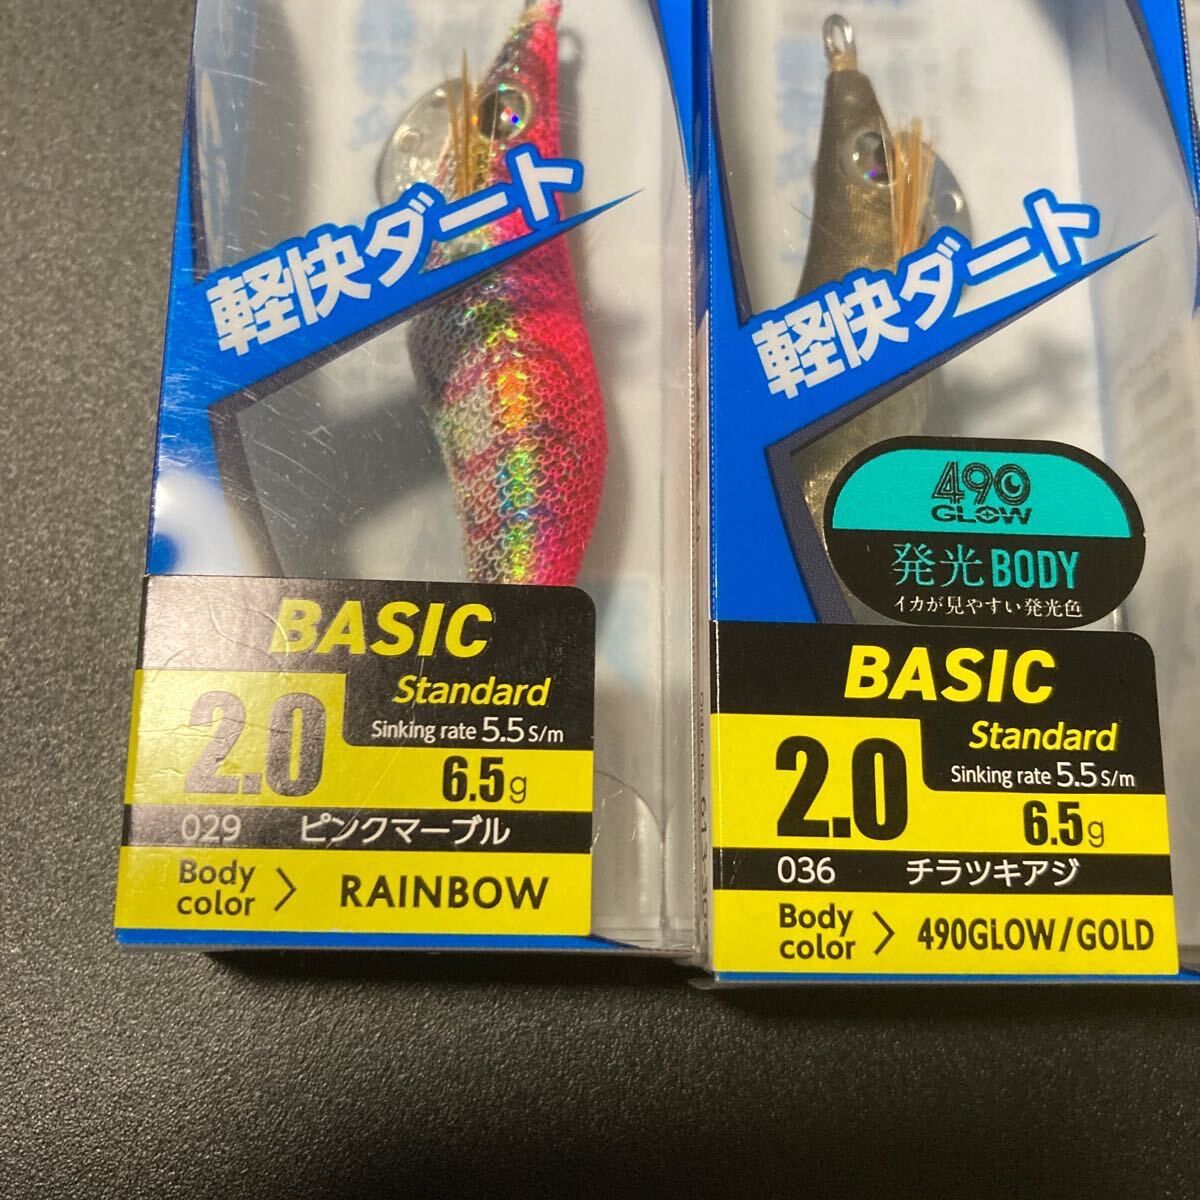 軽快ダート
BASIC
Standard
Sinking rate 5.5 S/m
2.0
6.5g
029 ピンクマーブル
Body color > RAINBOW
軽快ダート
490
GLOW
発光BODY
イカが見やすい発光色
BASIC
Standard
Sinking rate 5.5 S/m
2.0
6.5g
036 チラツキアジ
Body color > 490GLOW/GOLD